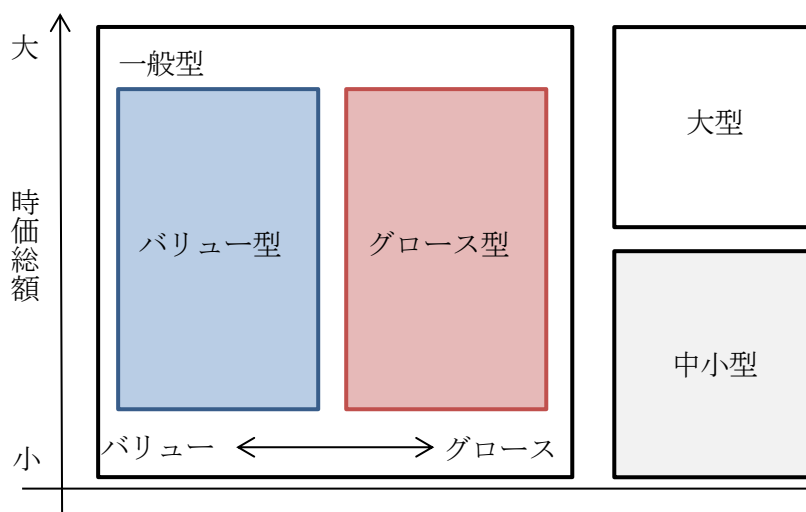 大
一般型
大型
時価総額
バリュー型
グロース型
中小型
小
バリュー
グロース